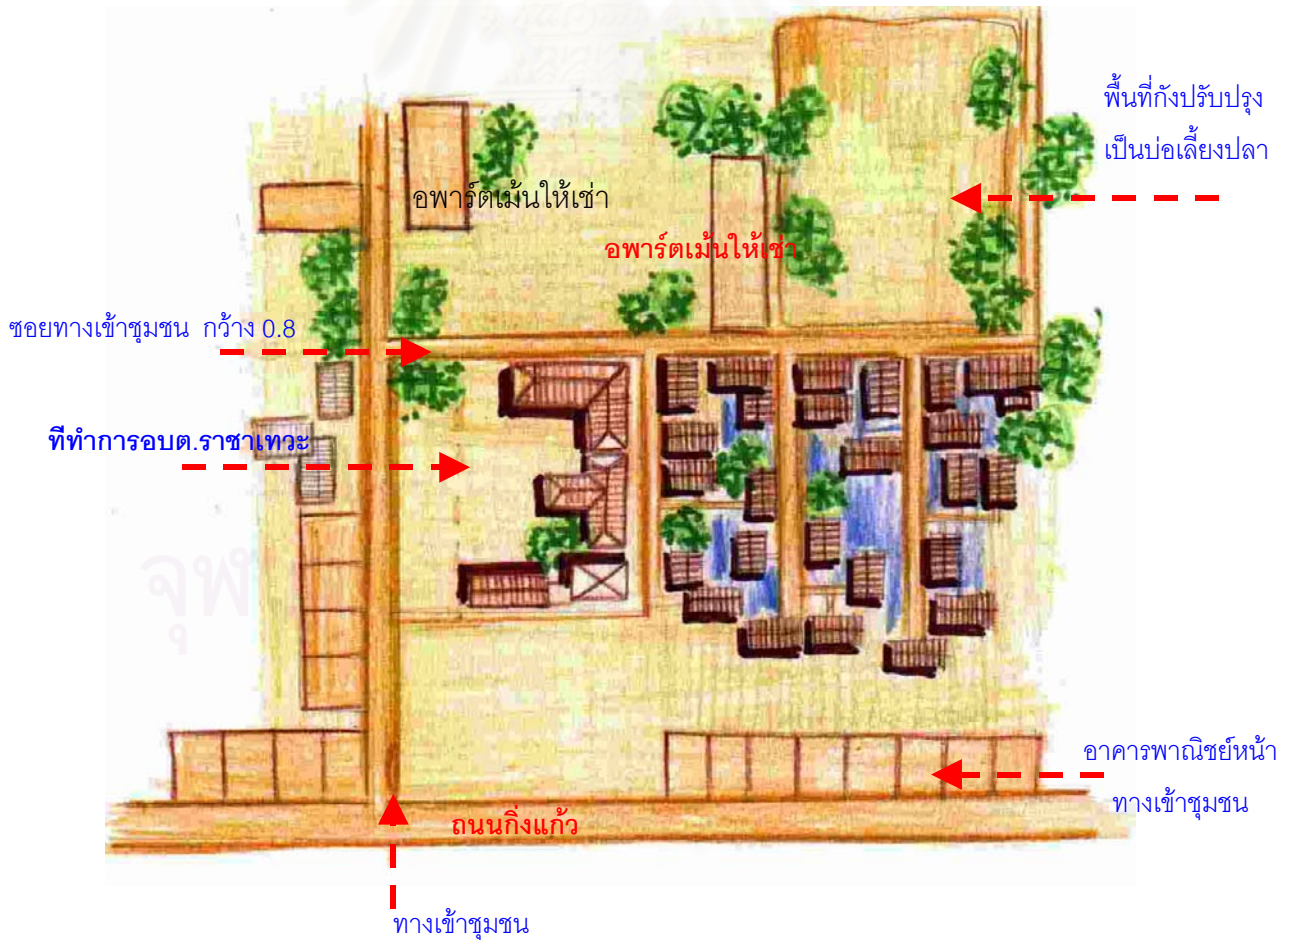 พื้นที่กังปรับปรุง
เป็นบ่อเลี้ยงปลา
อพาร์ตเม้นให้เช่า
อพาร์ตเม้นให้เช่า
ซอยทางเข้าชุมชน กว้าง 0.8
ที่ทำการอบต.ราชาเทวะ
จุฬา
อาคารพาณิชย์หน้า
ทางเข้าชุมชน
ถนนกิ่งแก้ว
ทางเข้าชุมชน